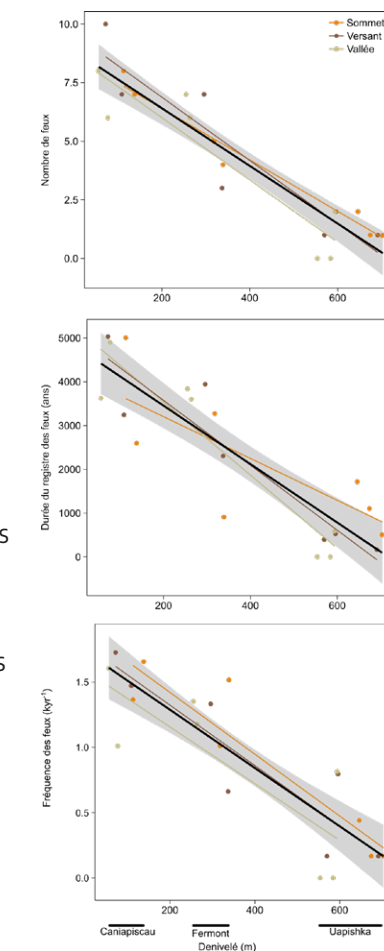 Sommet
Versant
Vallée
Nombre de feux
10.0
7.5
5.0
2.5
0.0
200 400 600
Durée du registre des feux (ans)
5000
4000
3000
2000
1000
0
200 400 600
S
S
Fréquence des feux (kyr⁻¹)
1.5
1.0
0.5
0.0
200 400 600
Caniapiscau Fermont Uapishka
Denivelé (m)